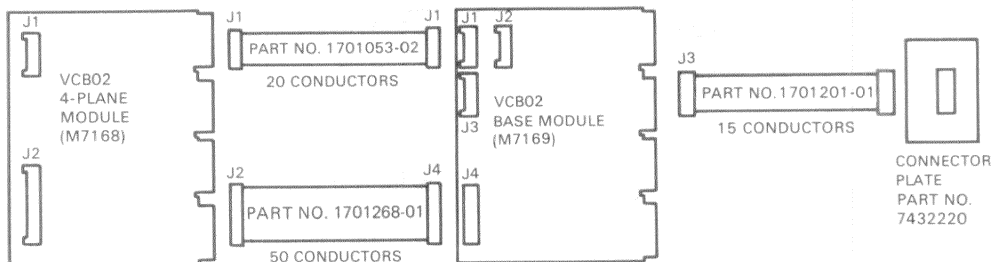 J1
VCB02
4-PLANE
MODULE
(M7168)
J2
J1
J1
PART NO. 1701053-02
20 CONDUCTORS
J2
J4
PART NO. 1701268-01
50 CONDUCTORS
J1
J2
J3
VCB02
BASE MODULE
(M7169)
J4
J3
PART NO.1701201-01
15 CONDUCTORS
CONNECTOR
PLATE
PART NO.
7432220